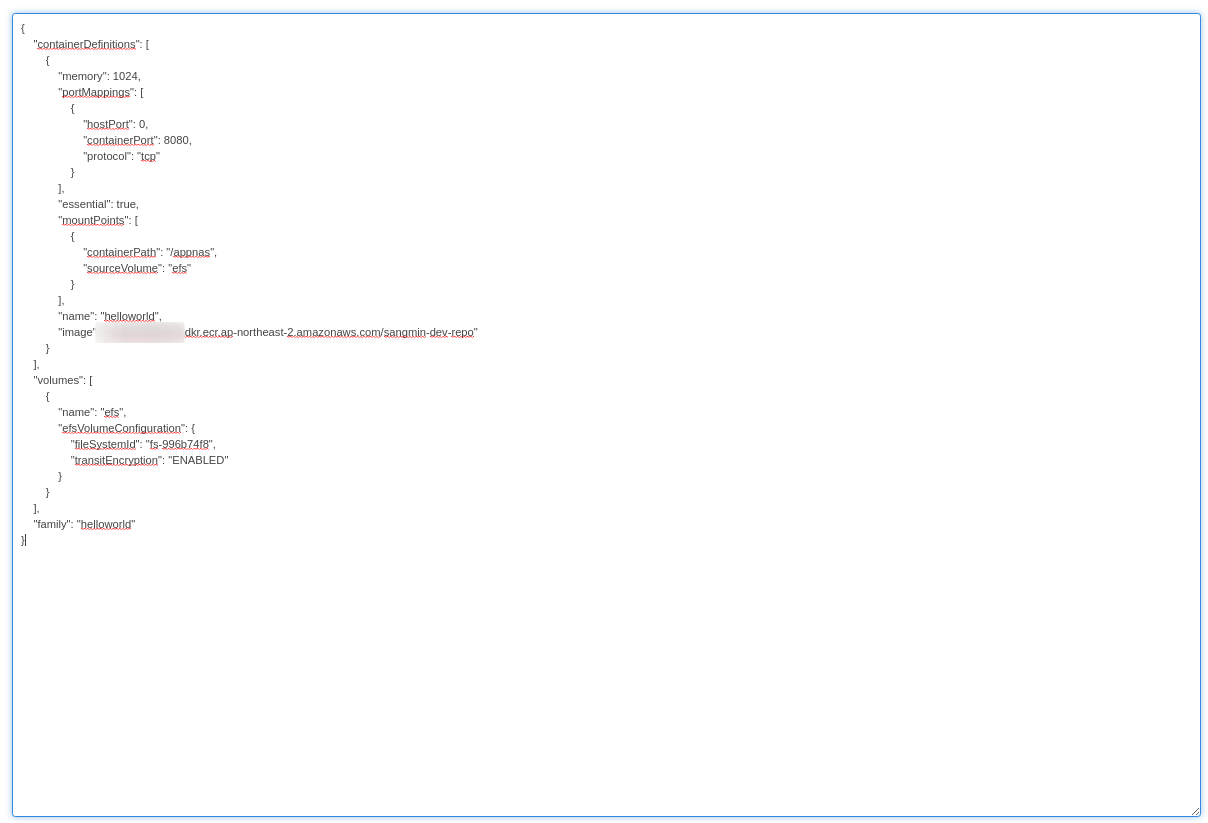 {
"containerDefinitions": [
{
"memory": 1024,
"portMappings": [
{
"hostPort": 0,
"containerPort": 8080,
"protocol": "tcp"
}
],
"essential": true,
"mountPoints": [
{
"containerPath": "/appnas",
"sourceVolume": "efs"
}
],
"name": "helloworld",
"image" dkr.ecr.ap-northeast-2.amazonaws.com/sangmin-dev-repo"
}
],
"volumes": [
{
"name": "efs",
"efsVolumeConfiguration": {
"fileSystemId": "fs-996b74f8",
"transitEncryption": "ENABLED"
}
}
],
"family": "helloworld"
}